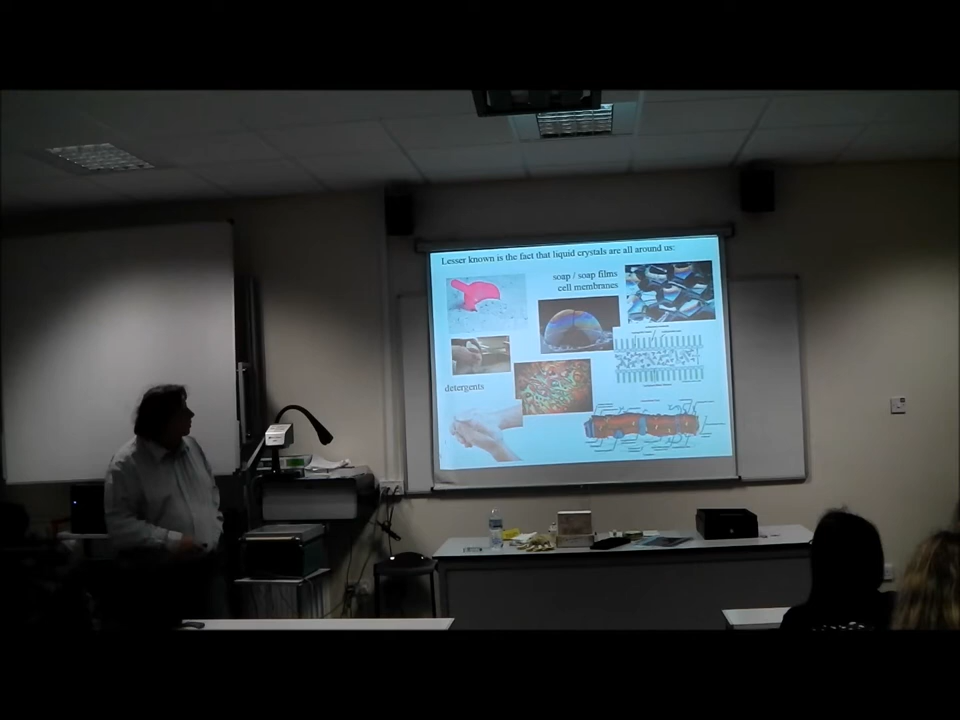 Lesser known is the fact that liquid crystals are all around us:
soap / soap films
cell membranes
detergents